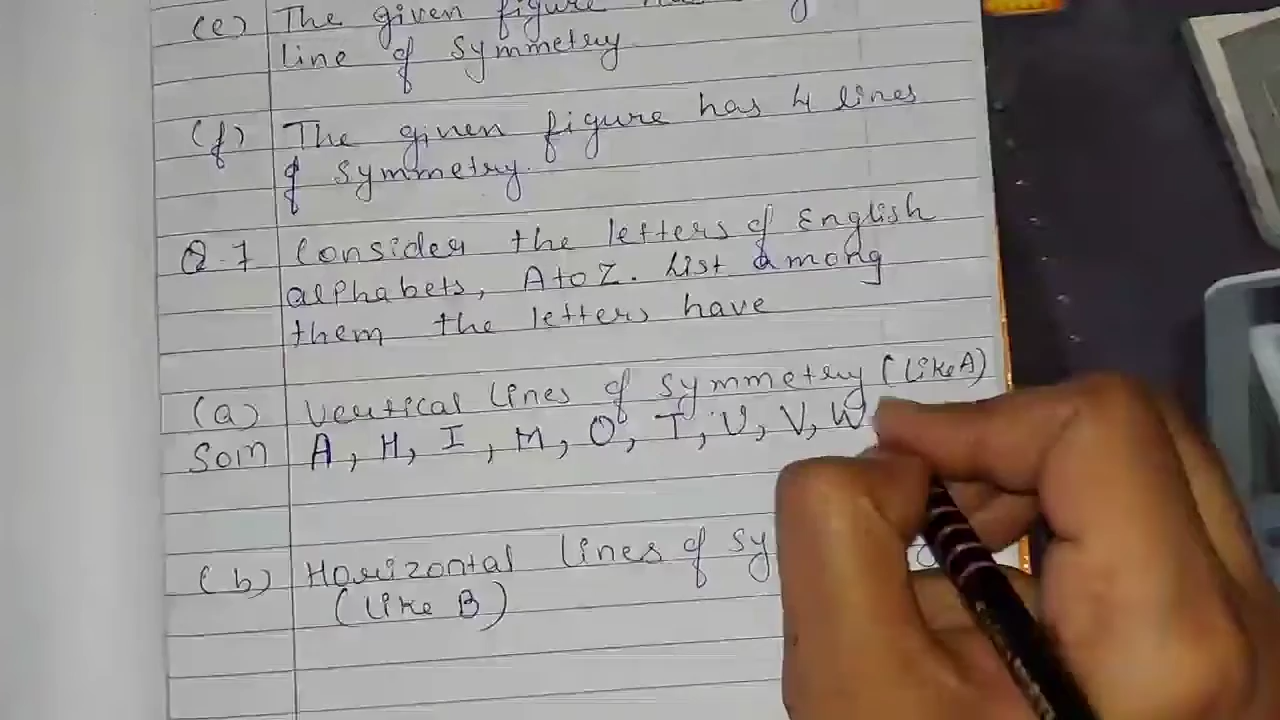 (e) The given figure
line of symmetry
(f) The given figure has 4 lines
of symmetry.
Q.7 Consider the letters of English
alphabets, A to Z. List among
them the letters have
(a) Vertical lines of symmetry (Like A)
Soln A, H, I, M, O, T, U, V, W
(b) Horizontal lines of sy
(Like B)